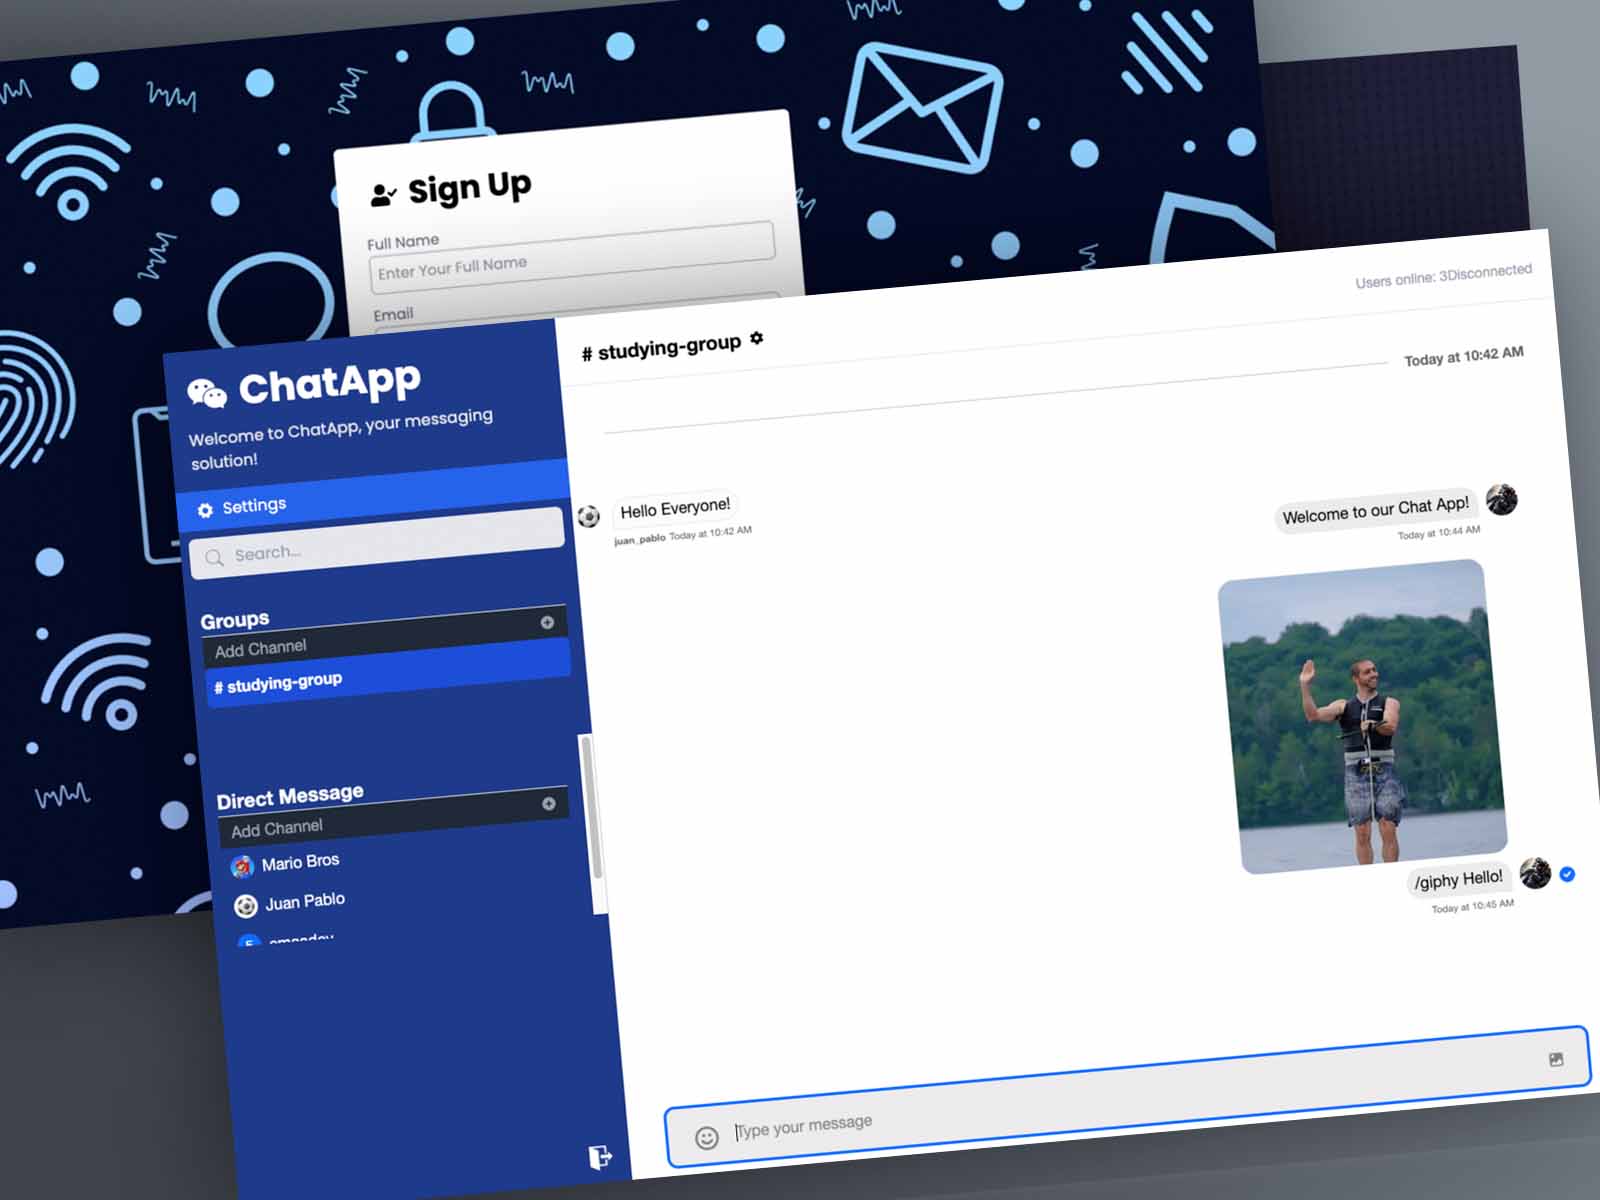 Sign Up
Full Name
Enter Your Full Name
Email
ChatApp
Welcome to ChatApp, your messaging
solution!
Settings
Search...
Groups
Add Channel
# studying-group
Direct Message
Add Channel
Mario Bros
Juan Pablo
# studying-group
Users online: 3Disconnected
Today at 10:42 AM
Hello Everyone!
juan_pablo Today at 10:42 AM
Welcome to our Chat App!
Today at 10:44 AM
/giphy Hello!
Today at 10:45 AM
Type your message